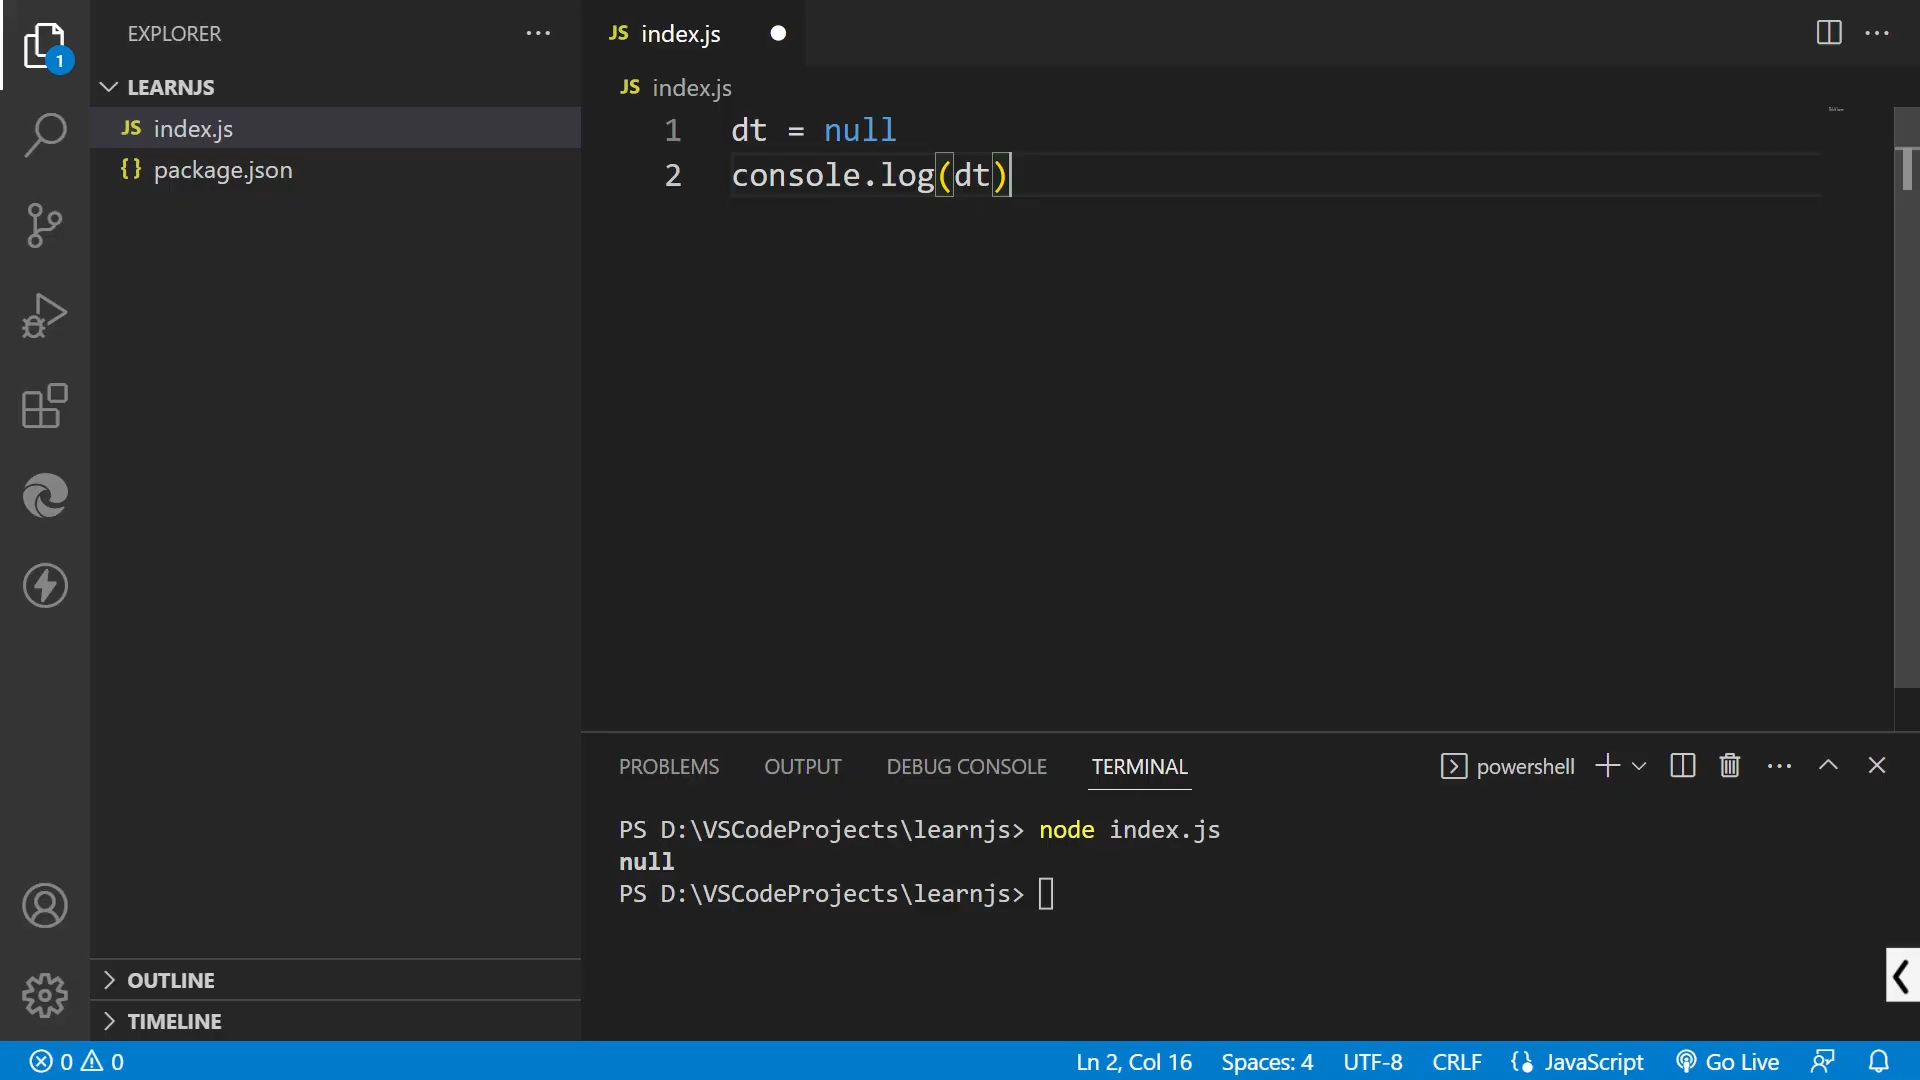 EXPLORER
JS index.js
LEARNJS
JS index.js
{} package.json
OUTLINE
TIMELINE
JS index.js
1 dt = null
2 console.log(dt)
PROBLEMS OUTPUT DEBUG CONSOLE TERMINAL powershell
PS D:\VSCodeProjects\learnjs> node index.js
null
PS D:\VSCodeProjects\learnjs>
1
0 0 Ln 2, Col 16 Spaces: 4 UTF-8 CRLF JavaScript Go Live